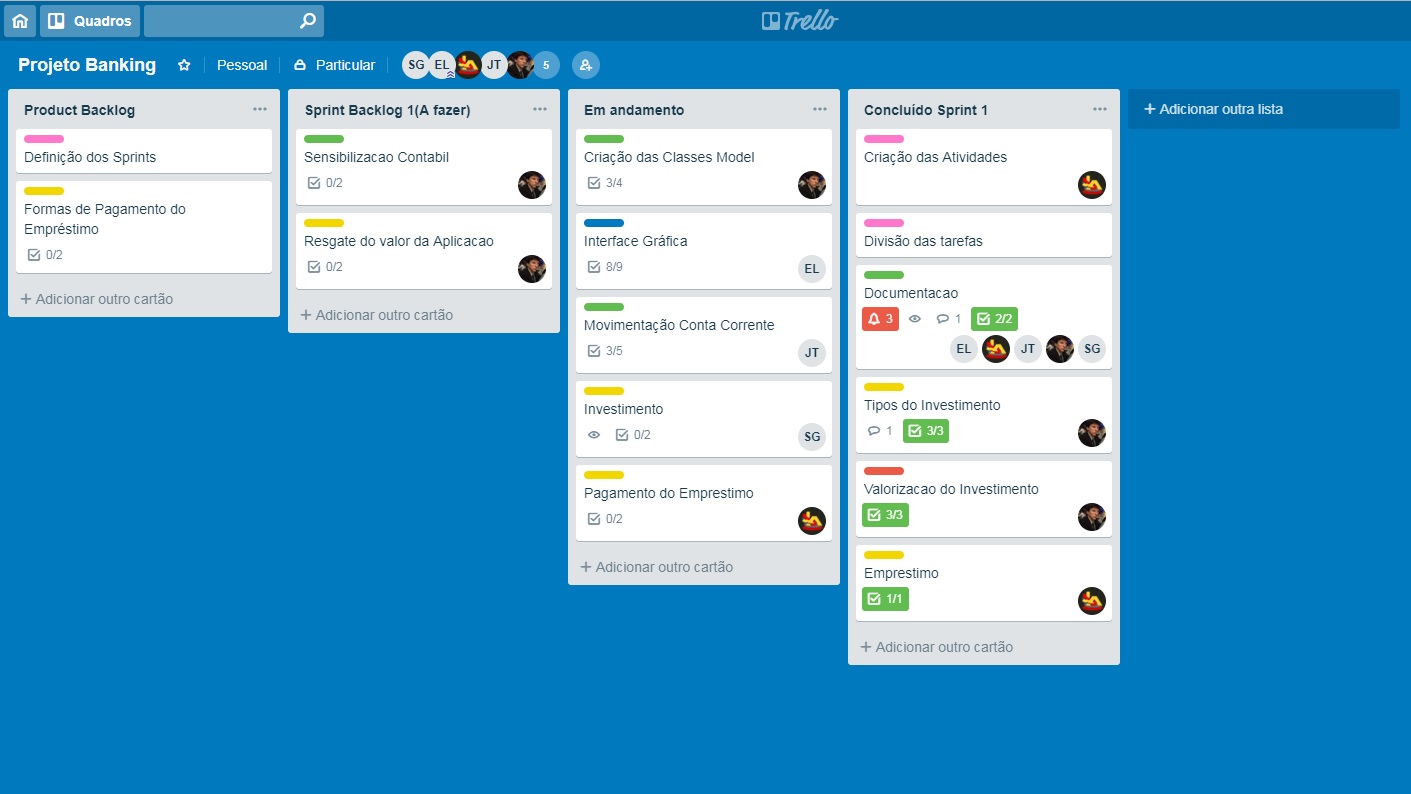 Quadros
Trello
Projeto Banking
Pessoal
Particular
SG EL JT 5
Product Backlog
Definição dos Sprints
Formas de Pagamento do
Empréstimo
0/2
+ Adicionar outro cartão
Sprint Backlog 1(A fazer)
Sensibilizacao Contabil
0/2
Resgate do valor da Aplicacao
0/2
+ Adicionar outro cartão
Em andamento
Criação das Classes Model
3/4
Interface Gráfica
8/9
EL
Movimentação Conta Corrente
3/5
JT
Investimento
0/2
SG
Pagamento do Emprestimo
0/2
+ Adicionar outro cartão
Concluído Sprint 1
Criação das Atividades
Divisão das tarefas
Documentacao
3 1 2/2
EL JT SG
Tipos do Investimento
1 3/3
Valorizacao do Investimento
3/3
Emprestimo
1/1
+ Adicionar outro cartão
+ Adicionar outra lista